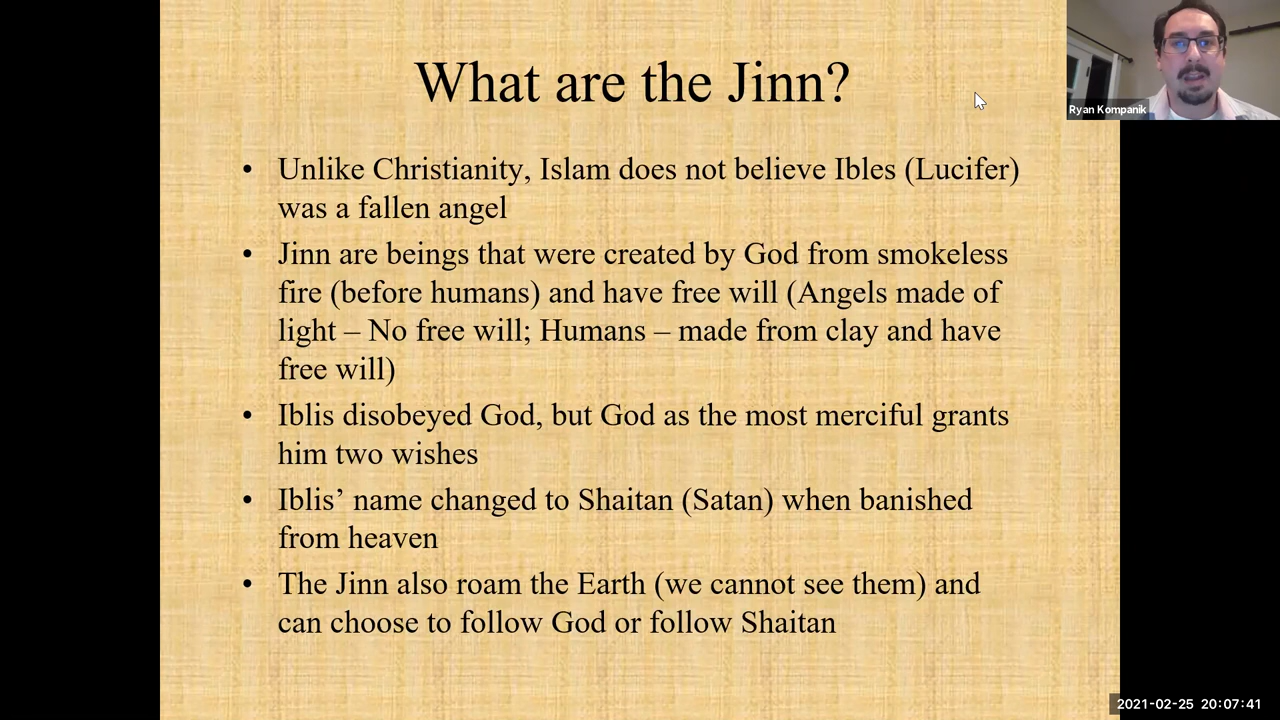 What are the Jinn?
• Unlike Christianity, Islam does not believe Ibles (Lucifer)
was a fallen angel
• Jinn are beings that were created by God from smokeless
fire (before humans) and have free will (Angels made of
light – No free will; Humans – made from clay and have
free will)
• Iblis disobeyed God, but God as the most merciful grants
him two wishes
• Iblis’ name changed to Shaitan (Satan) when banished
from heaven
• The Jinn also roam the Earth (we cannot see them) and
can choose to follow God or follow Shaitan
Ryan Kompanik
2021-02-25 20:07:41